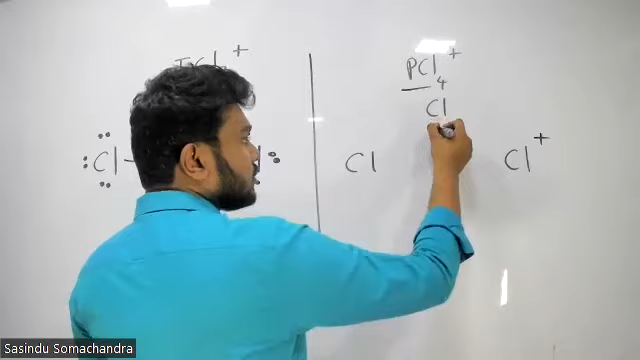 PCl₄⁺
Cl
:Cl–
Cl
Cl⁺
Sasindu Somachandra